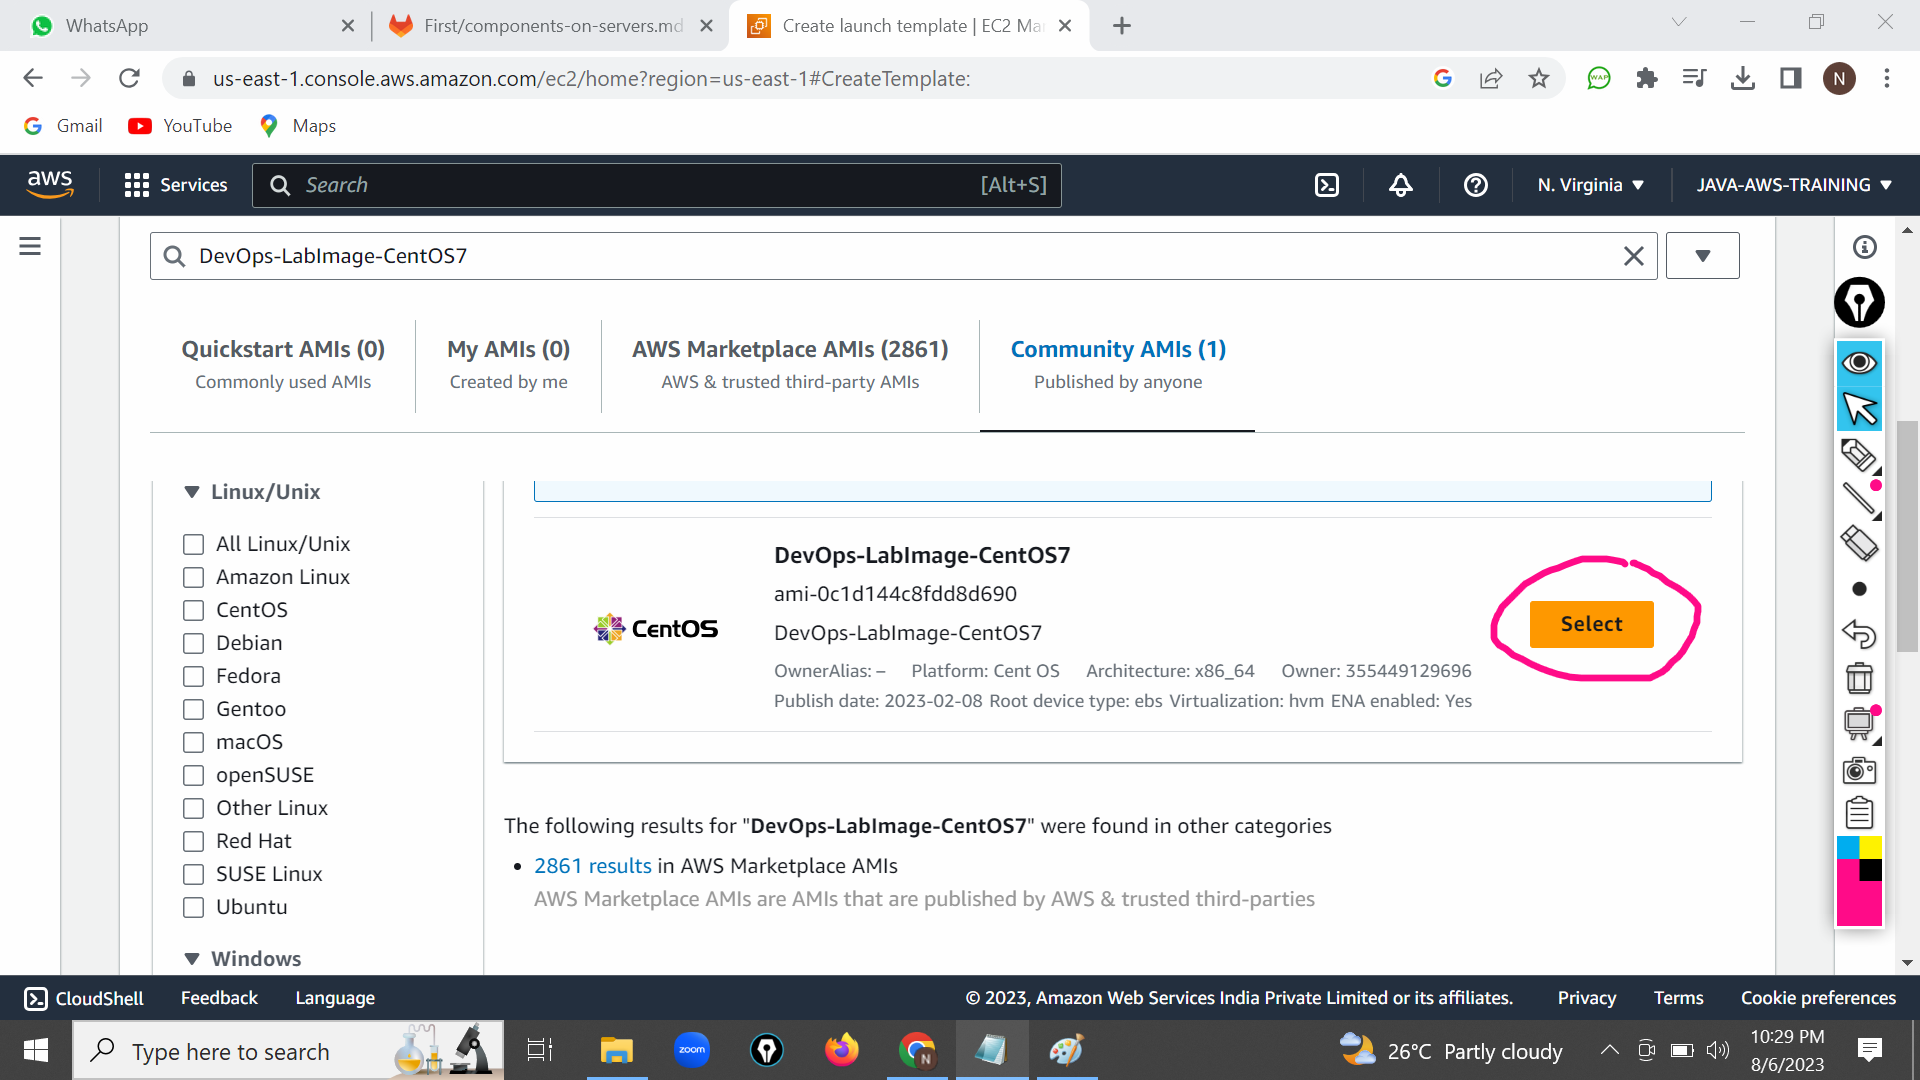 WhatsApp
First/components-on-servers.md
Create launch template | EC2 Ma
us-east-1.console.aws.amazon.com/ec2/home?region=us-east-1#CreateTemplate:
N
Gmail
YouTube
Maps
aws
Services
Search
[Alt+S]
N. Virginia
JAVA-AWS-TRAINING
DevOps-LabImage-CentOS7
Quickstart AMIs (0)
Commonly used AMIs
My AMIs (0)
Created by me
AWS Marketplace AMIs (2861)
AWS & trusted third-party AMIs
Community AMIs (1)
Published by anyone
Linux/Unix
All Linux/Unix
Amazon Linux
CentOS
Debian
Fedora
Gentoo
macOS
openSUSE
Other Linux
Red Hat
SUSE Linux
Ubuntu
Windows
CentOS
DevOps-LabImage-CentOS7
ami-0c1d144c8fdd8d690
DevOps-LabImage-CentOS7
OwnerAlias: – Platform: Cent OS Architecture: x86_64 Owner: 355449129696
Publish date: 2023-02-08 Root device type: ebs Virtualization: hvm ENA enabled: Yes
Select
The following results for "DevOps-LabImage-CentOS7" were found in other categories
• 2861 results in AWS Marketplace AMIs
AWS Marketplace AMIs are AMIs that are published by AWS & trusted third-parties
CloudShell
Feedback
Language
© 2023, Amazon Web Services India Private Limited or its affiliates.
Privacy
Terms
Cookie preferences
Type here to search
zoom
N
26°C Partly cloudy
10:29 PM
8/6/2023